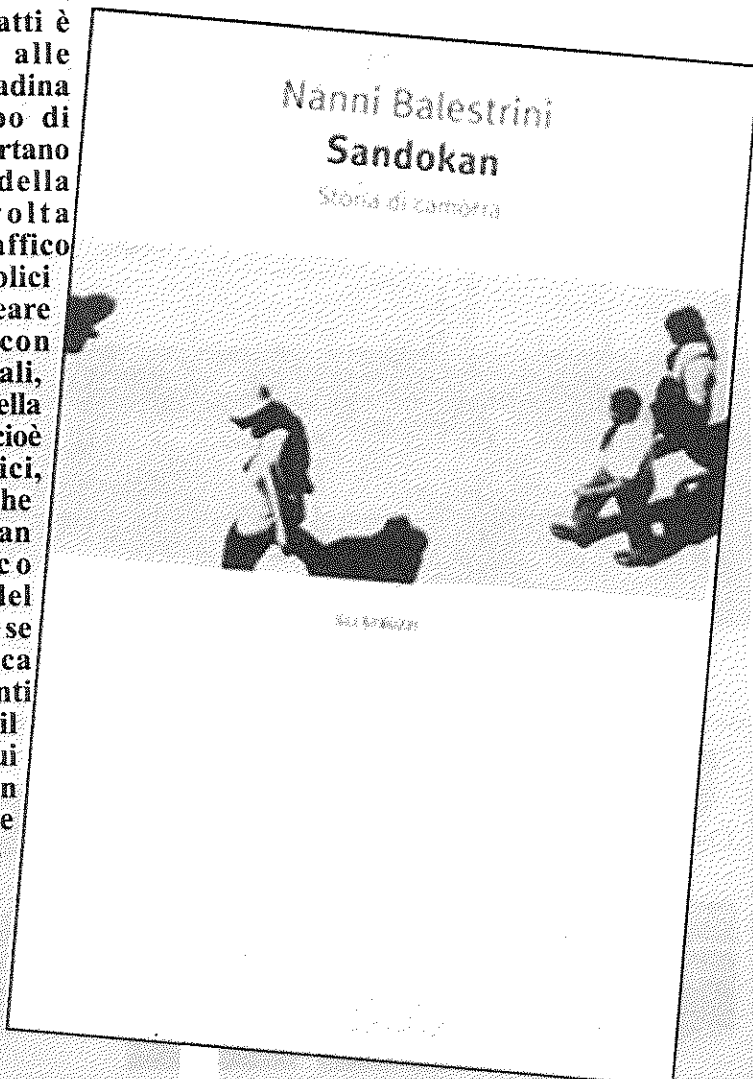 atti è
alle
adina
po di
rtano
della
olta
affico
olici
eare
con
ali,
ella
cioè
ici,
he
an
co
del
se
ca
nti
il
ui
n
e
Nanni Balestrini
Sandokan
Storia di camorra